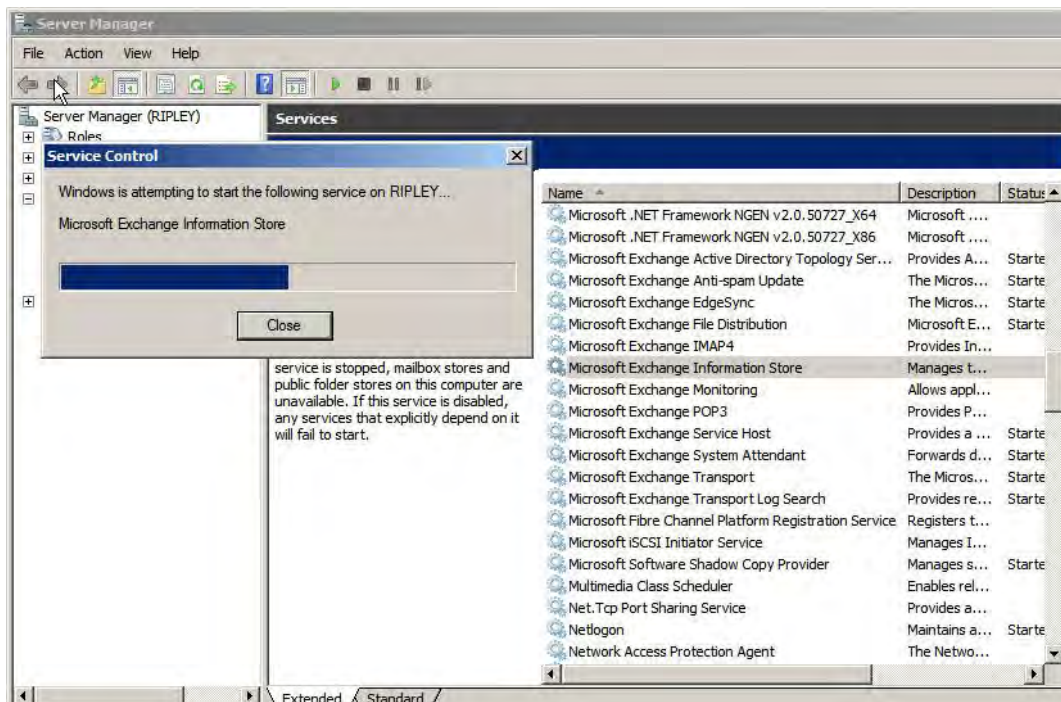 Server Manager
File Action View Help
Server Manager (RIPLEY)
Roles
Services
Service Control
Windows is attempting to start the following service on RIPLEY...
Microsoft Exchange Information Store
Close
service is stopped, mailbox stores and
public folder stores on this computer are
unavailable. If this service is disabled,
any services that explicitly depend on it
will fail to start.
Name Description Status
Microsoft .NET Framework NGEN v2.0.50727_X64 Microsoft ....
Microsoft .NET Framework NGEN v2.0.50727_X86 Microsoft ....
Microsoft Exchange Active Directory Topology Ser... Provides A... Starte
Microsoft Exchange Anti-spam Update The Micros... Starte
Microsoft Exchange EdgeSync The Micros... Starte
Microsoft Exchange File Distribution Microsoft E... Starte
Microsoft Exchange IMAP4 Provides In...
Microsoft Exchange Information Store Manages t...
Microsoft Exchange Monitoring Allows appl...
Microsoft Exchange POP3 Provides P...
Microsoft Exchange Service Host Provides a ... Starte
Microsoft Exchange System Attendant Forwards d... Starte
Microsoft Exchange Transport The Micros... Starte
Microsoft Exchange Transport Log Search Provides re... Starte
Microsoft Fibre Channel Platform Registration Service Registers t...
Microsoft iSCSI Initiator Service Manages I...
Microsoft Software Shadow Copy Provider Manages s... Starte
Multimedia Class Scheduler Enables rel...
Net.Tcp Port Sharing Service Provides a...
Netlogon Maintains a... Starte
Network Access Protection Agent The Netwo...
Extended Standard